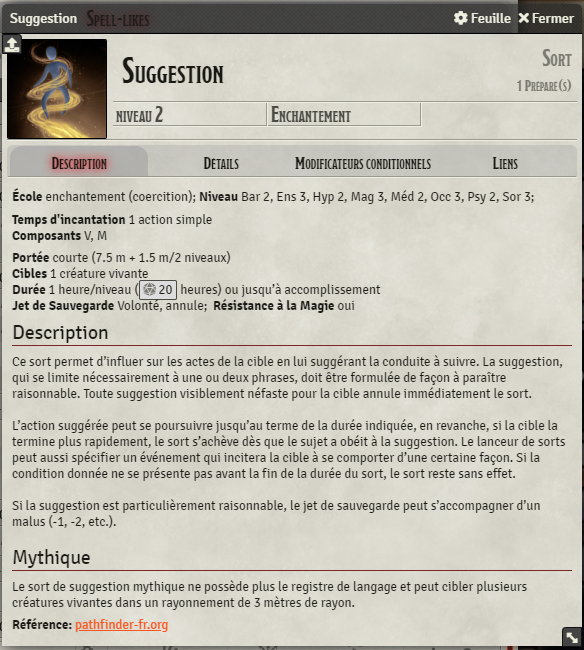 Suggestion Spell-likes Feuille Fermer
Suggestion
Sort
1 Préparé(s)
niveau 2 Enchantement
Description Détails Modificateurs conditionnels Liens
École enchantement (coercition); Niveau Bar 2, Ens 3, Hyp 2, Mag 3, Méd 2, Occ 3, Psy 2, Sor 3;
Temps d'incantation 1 action simple
Composants V, M
Portée courte (7.5 m + 1.5 m/2 niveaux)
Cibles 1 créature vivante
Durée 1 heure/niveau ( 20 heures) ou jusqu’à accomplissement
Jet de Sauvegarde Volonté, annule; Résistance à la Magie oui
Description
Ce sort permet d’influer sur les actes de la cible en lui suggérant la conduite à suivre. La suggestion,
qui se limite nécessairement à une ou deux phrases, doit être formulée de façon à paraître
raisonnable. Toute suggestion visiblement néfaste pour la cible annule immédiatement le sort.
L’action suggérée peut se poursuivre jusqu’au terme de la durée indiquée, en revanche, si la cible la
termine plus rapidement, le sort s’achève dès que le sujet a obéit à la suggestion. Le lanceur de sorts
peut aussi spécifier un événement qui incitera la cible à se comporter d’une certaine façon. Si la
condition donnée ne se présente pas avant la fin de la durée du sort, le sort reste sans effet.
Si la suggestion est particulièrement raisonnable, le jet de sauvegarde peut s’accompagner d’un
malus (-1, -2, etc.).
Mythique
Le sort de suggestion mythique ne possède plus le registre de langage et peut cibler plusieurs
créatures vivantes dans un rayonnement de 3 mètres de rayon.
Référence: pathfinder-fr.org